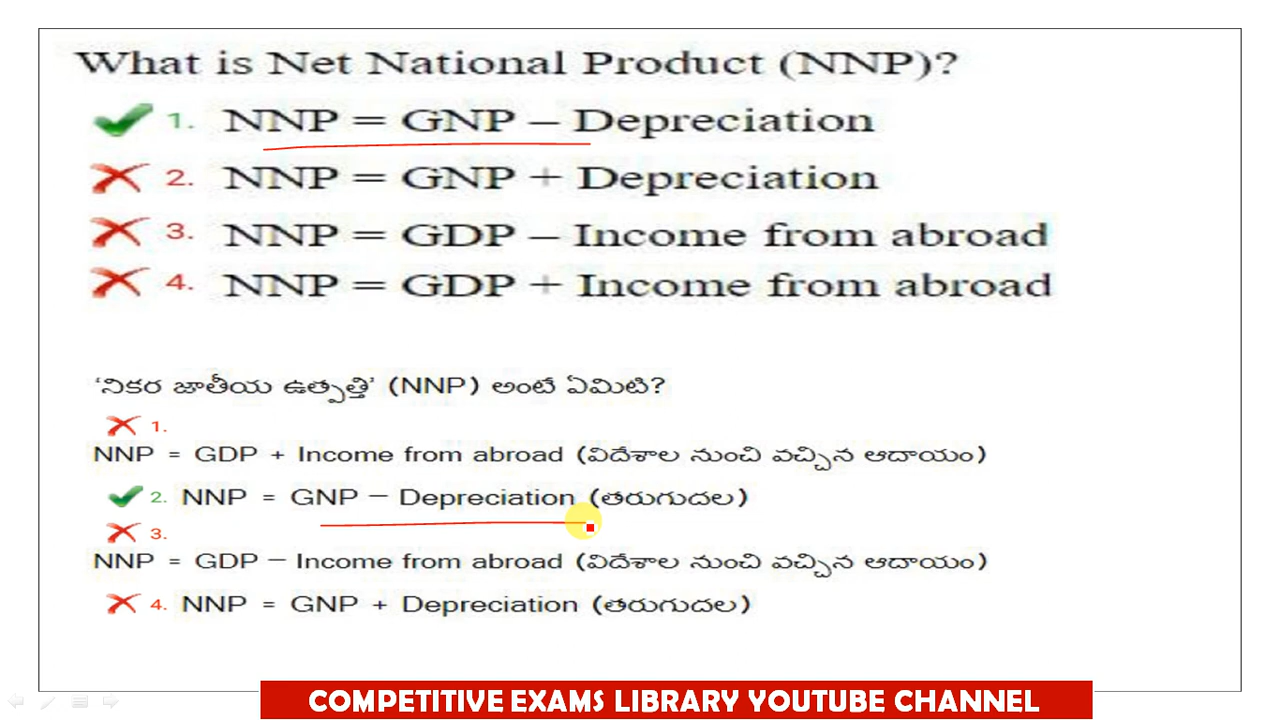 What is Net National Product (NNP)?
1. NNP = GNP – Depreciation
2. NNP = GNP + Depreciation
3. NNP = GDP – Income from abroad
4. NNP = GDP + Income from abroad
‘నికర జాతీయ ఉత్పత్తి’ (NNP) అంటే ఏమిటి?
1.
NNP = GDP + Income from abroad (విదేశాల నుంచి వచ్చిన ఆదాయం)
2. NNP = GNP – Depreciation (తరుగుదల)
3.
NNP = GDP – Income from abroad (విదేశాల నుంచి వచ్చిన ఆదాయం)
4. NNP = GNP + Depreciation (తరుగుదల)
COMPETITIVE EXAMS LIBRARY YOUTUBE CHANNEL